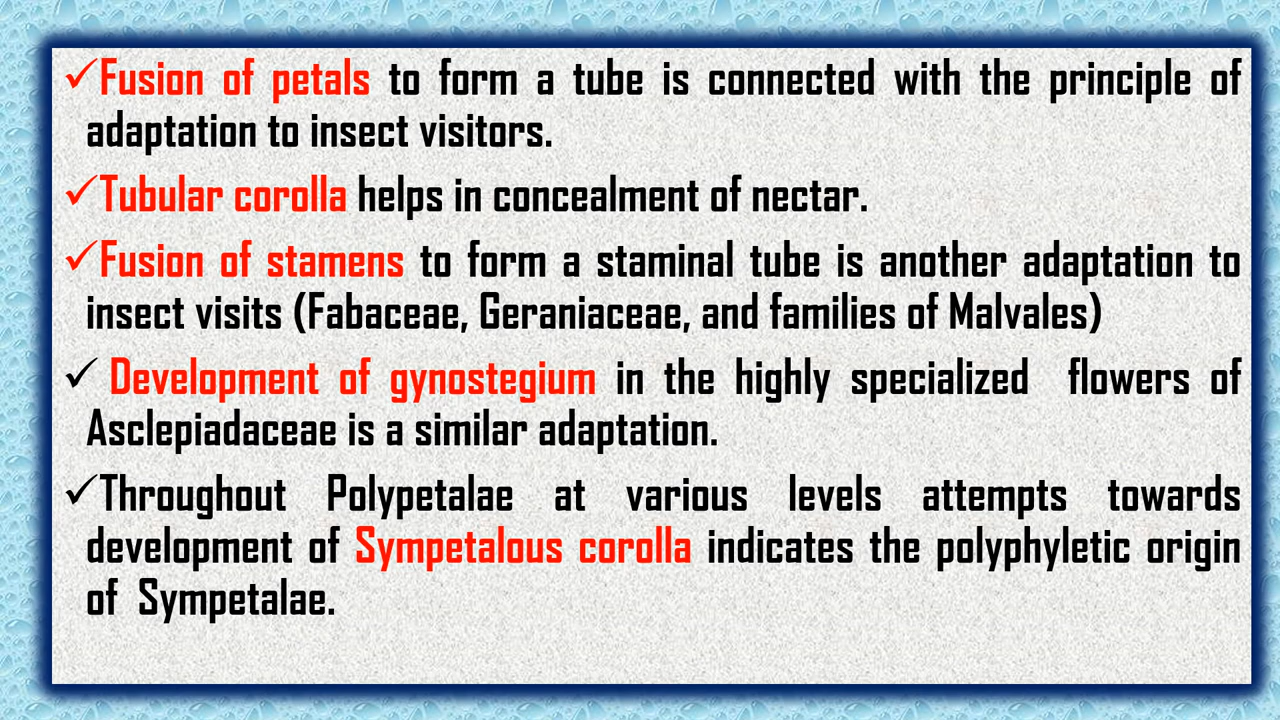 ✓Fusion of petals to form a tube is connected with the principle of
adaptation to insect visitors.
✓Tubular corolla helps in concealment of nectar.
✓Fusion of stamens to form a staminal tube is another adaptation to
insect visits (Fabaceae, Geraniaceae, and families of Malvales)
✓ Development of gynostegium in the highly specialized flowers of
Asclepiadaceae is a similar adaptation.
✓Throughout Polypetalae at various levels attempts towards
development of Sympetalous corolla indicates the polyphyletic origin
of Sympetalae.